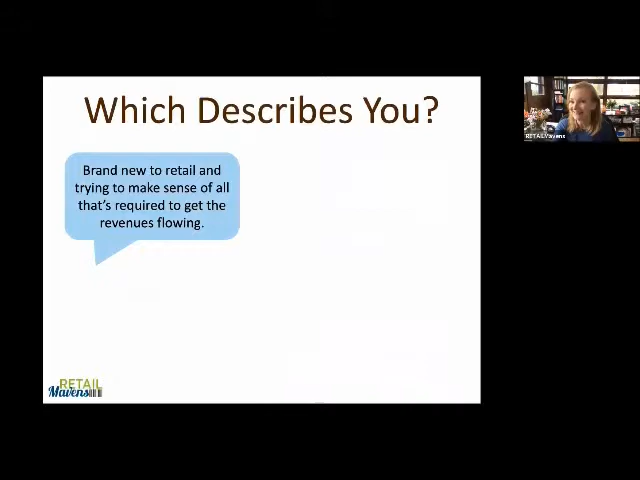 Which Describes You?
Brand new to retail and
trying to make sense of all
that's required to get the
revenues flowing.
RETAIL
Mavens
RETAILMavens